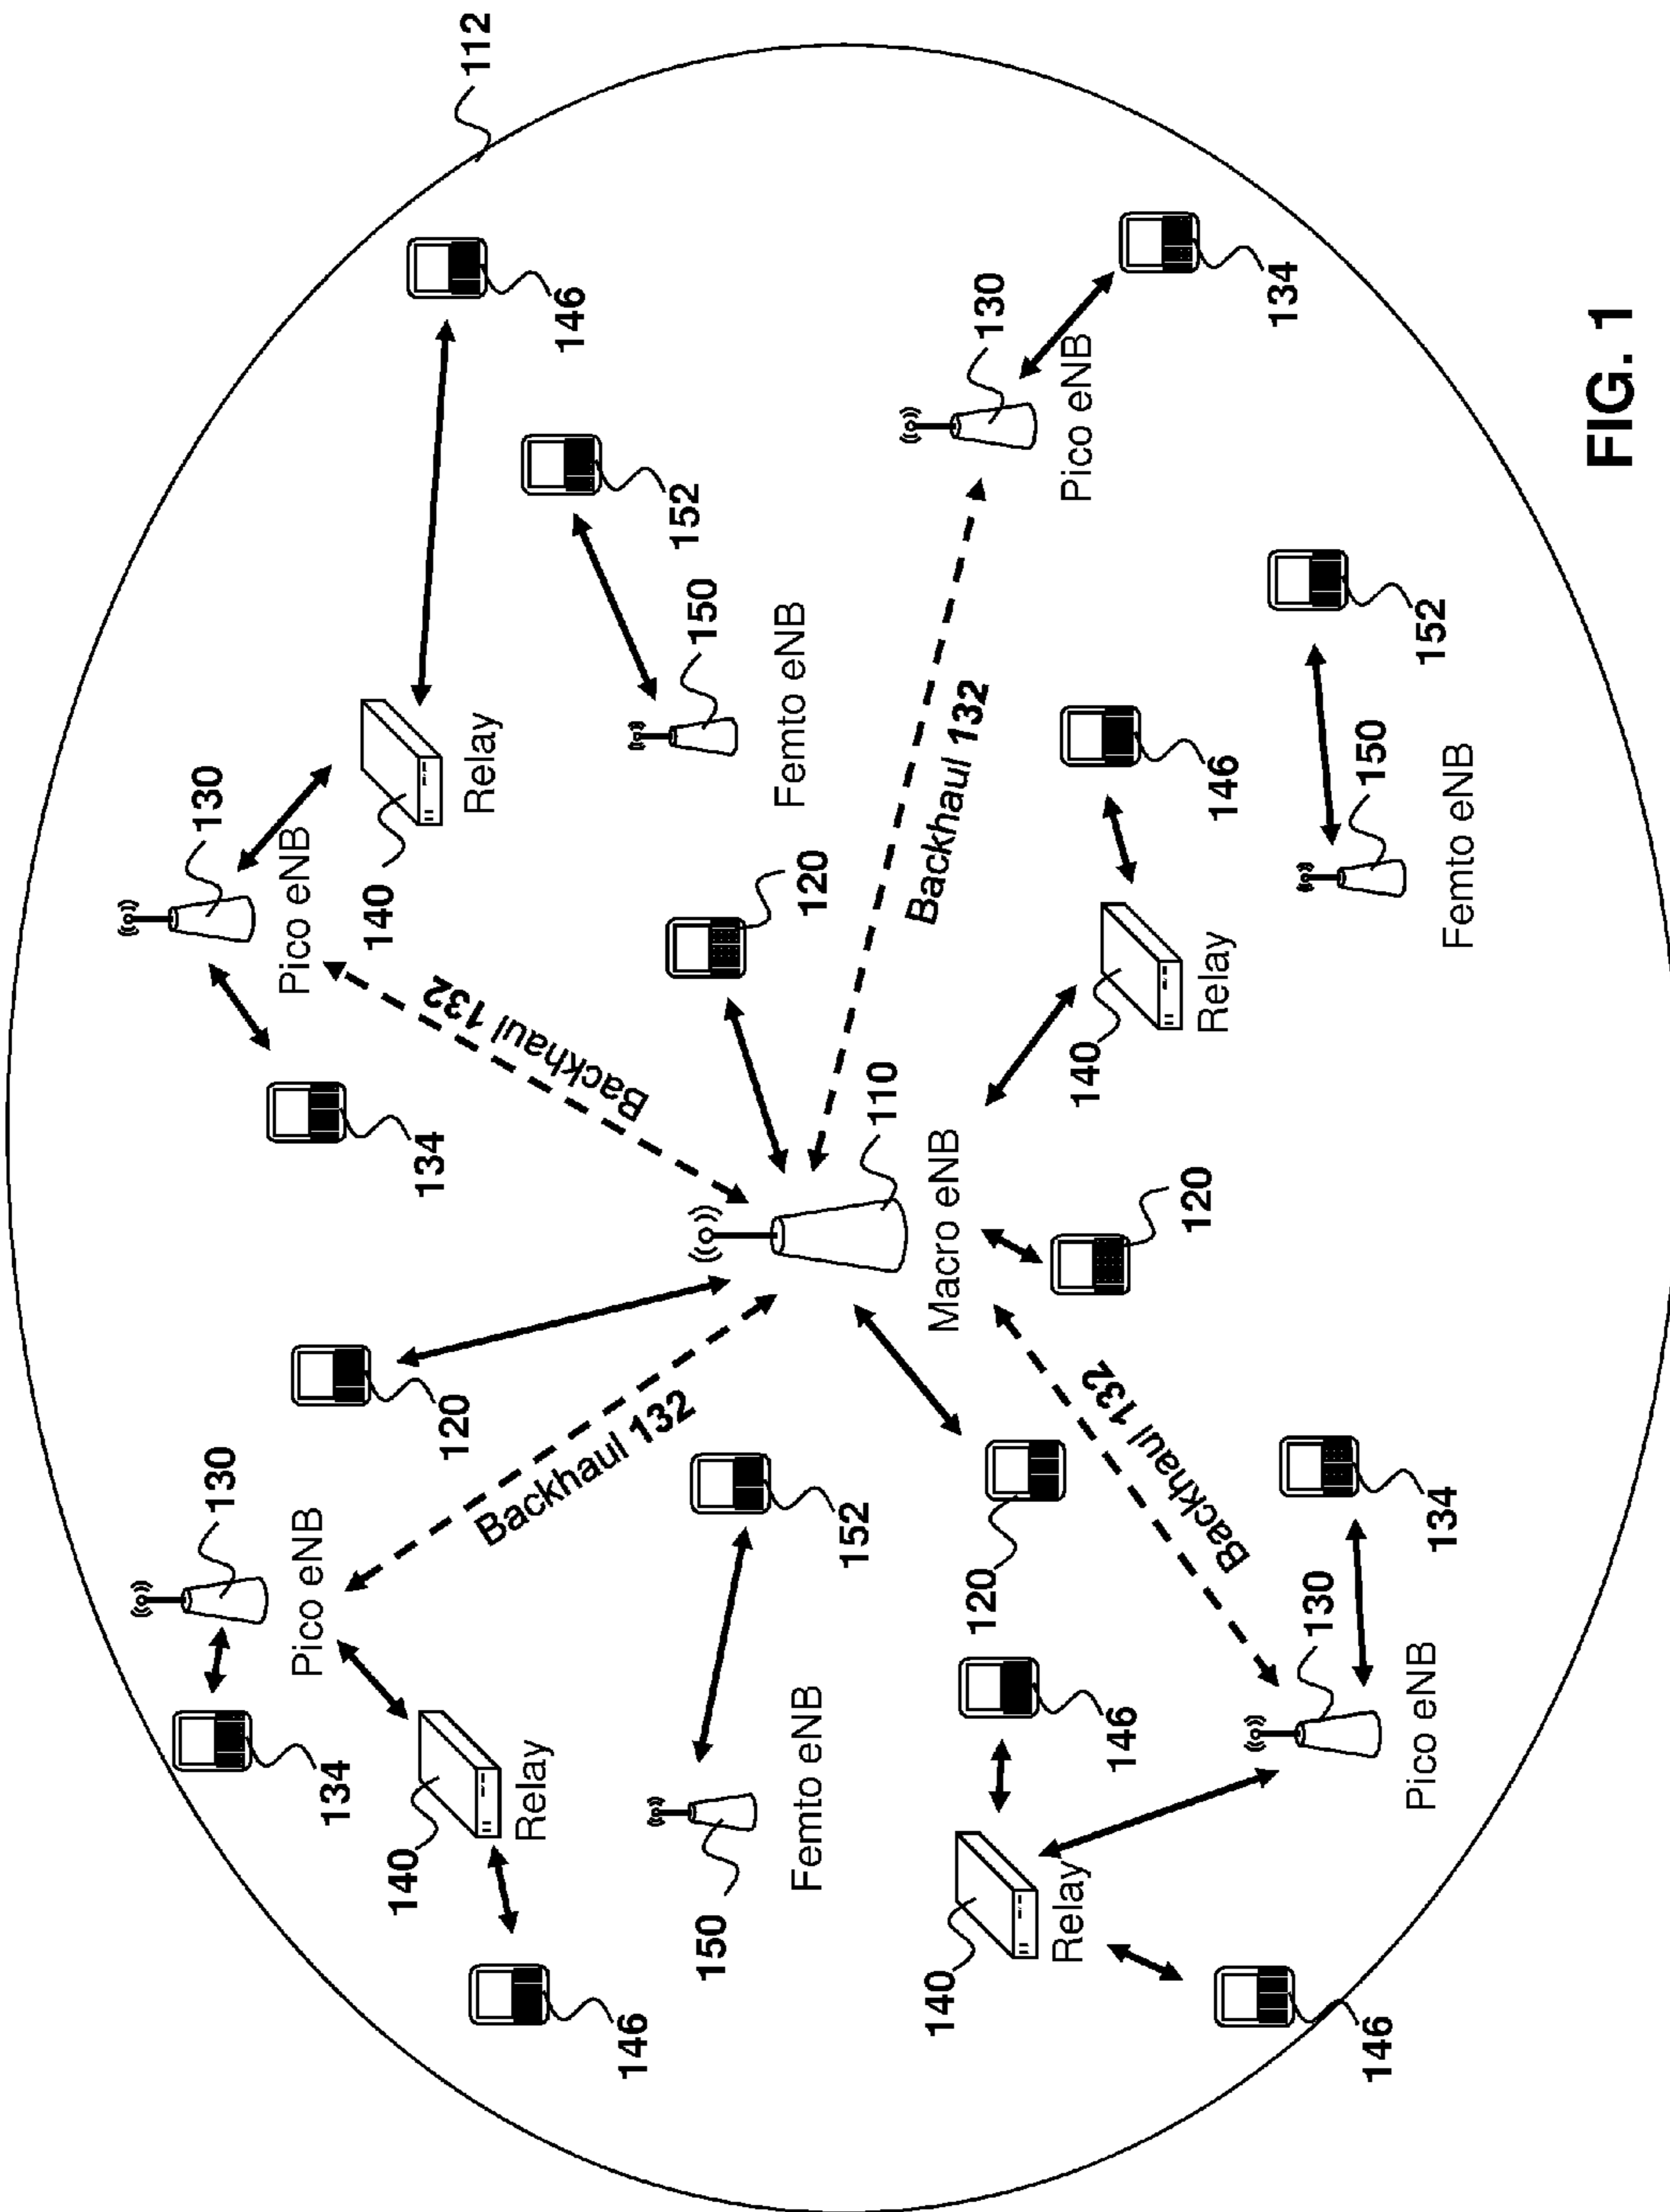 112
130
130
Pico eNB
Pico eNB
134
140
140
134
120
Relay
Backhaul 132
Relay
146
Backhaul 132
146
152
150
150
Femto eNB
Femto eNB
120
152
110
Macro eNB
Backhaul 132
140
120
130
Relay
Pico eNB
140
146
Backhaul 132
120
Relay
146
134
130
150
146
Pico eNB
152
134
Femto eNB
FIG. 1